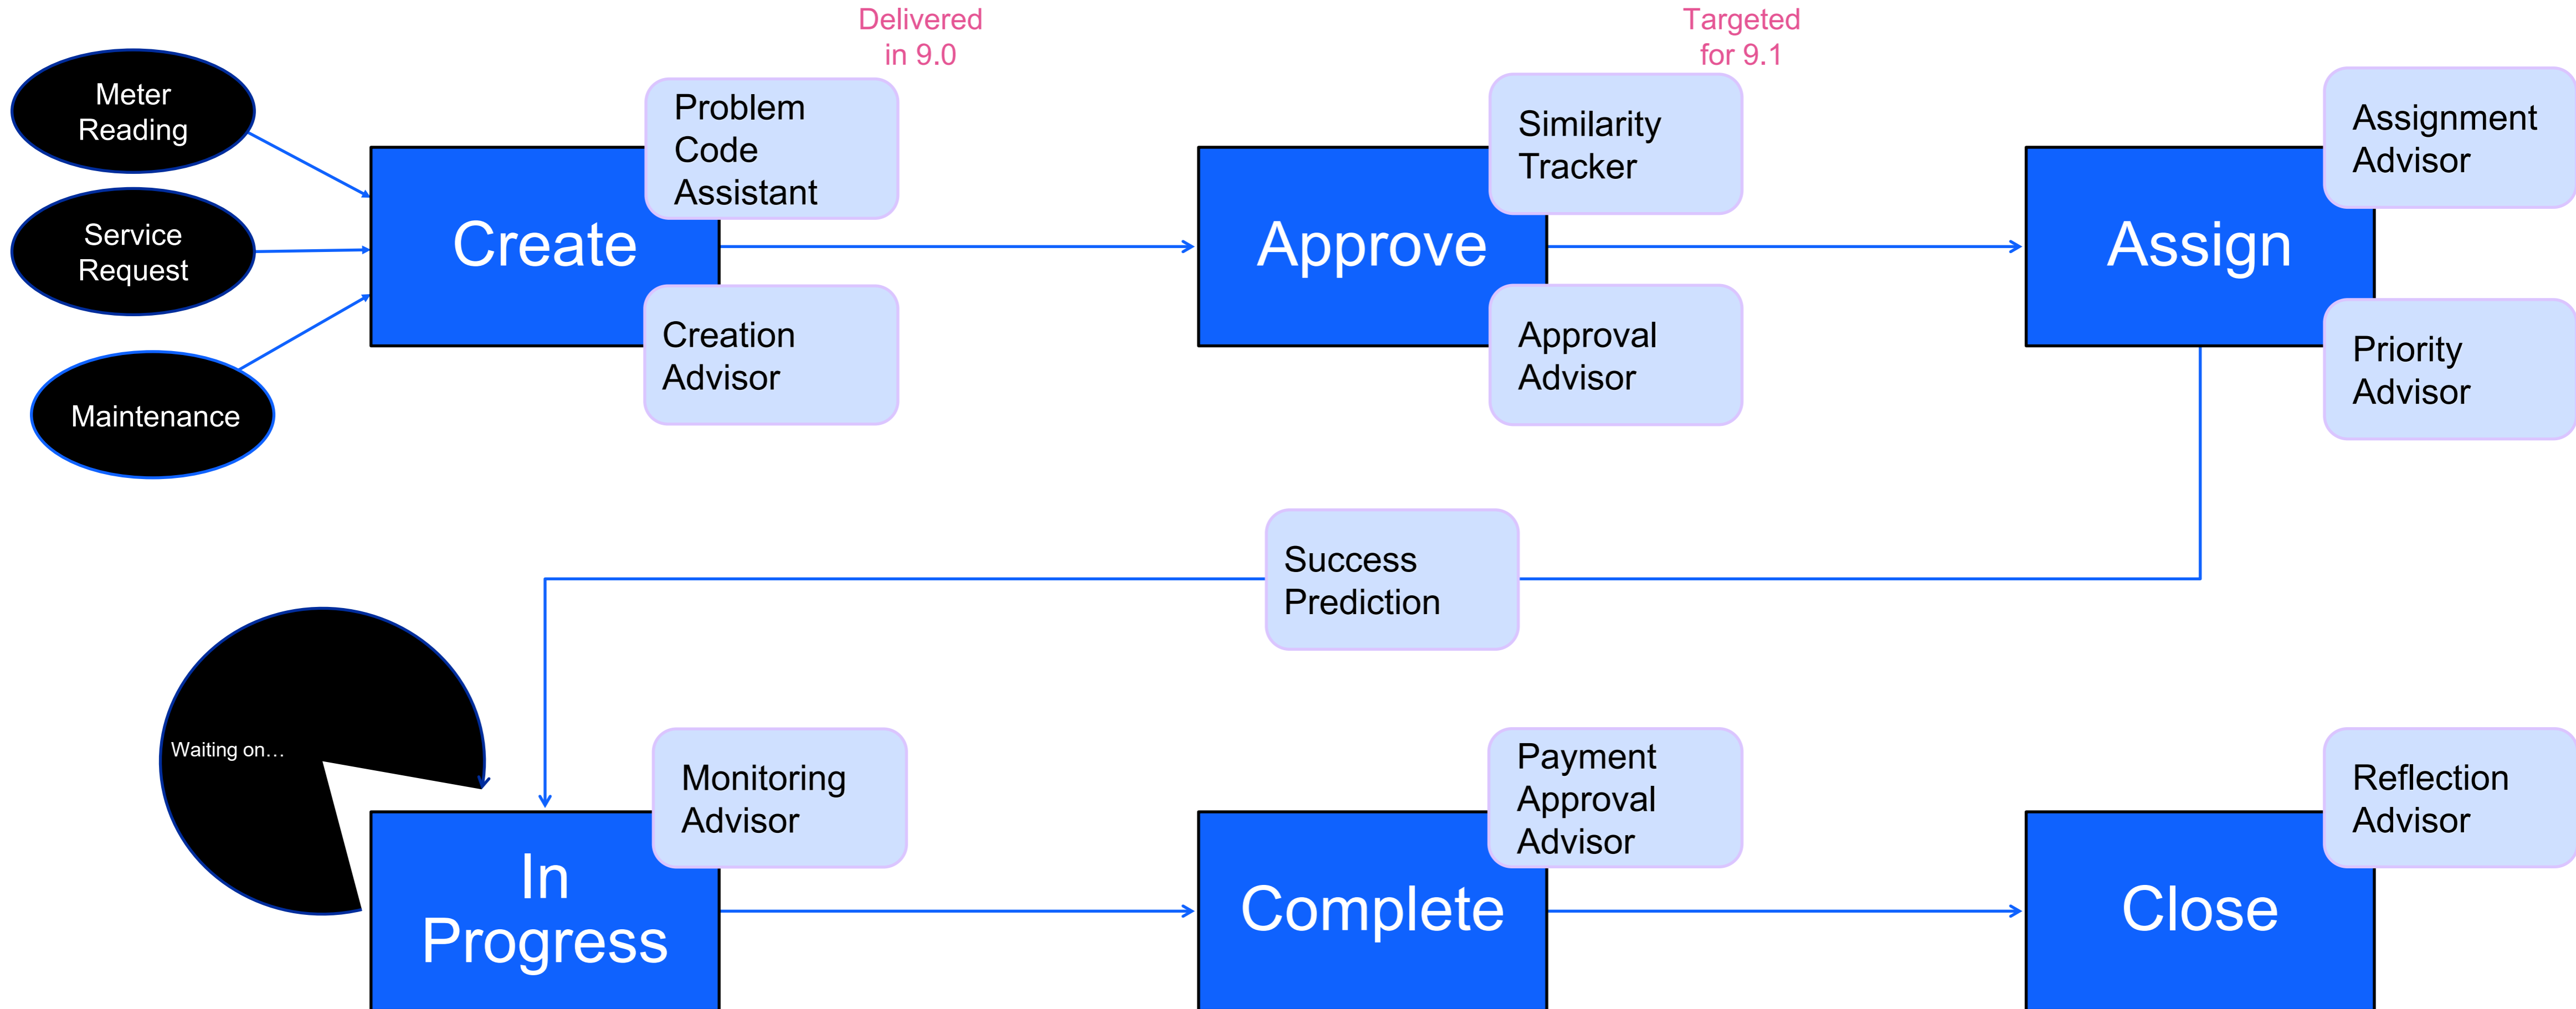 Delivered
in 9.0
Targeted
for 9.1
Meter
Reading
Service
Request
Maintenance
Create
Problem
Code
Assistant
Creation
Advisor
Approve
Similarity
Tracker
Approval
Advisor
Assign
Assignment
Advisor
Priority
Advisor
Success
Prediction
Waiting on…
In
Progress
Monitoring
Advisor
Complete
Payment
Approval
Advisor
Close
Reflection
Advisor